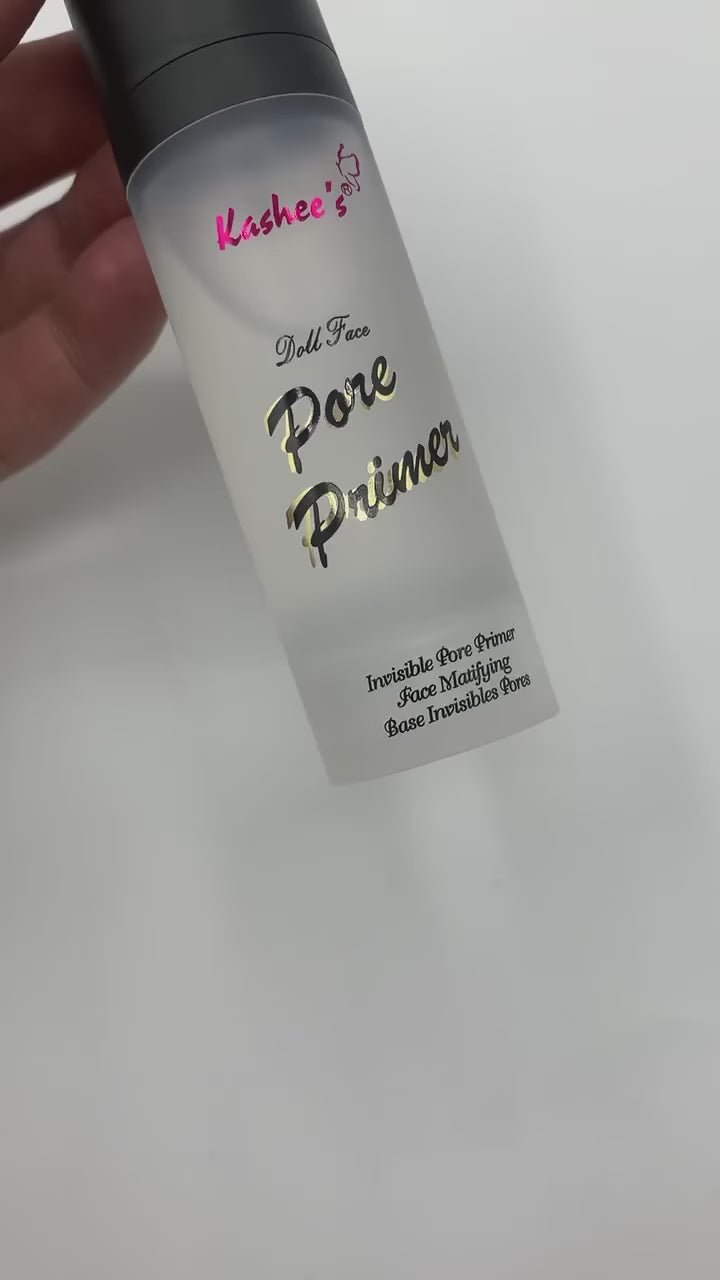 Kashee's
Doll Face
Pore
Primer
Invisible Pore Primer
Face Matifying
Base Invisibles Pores